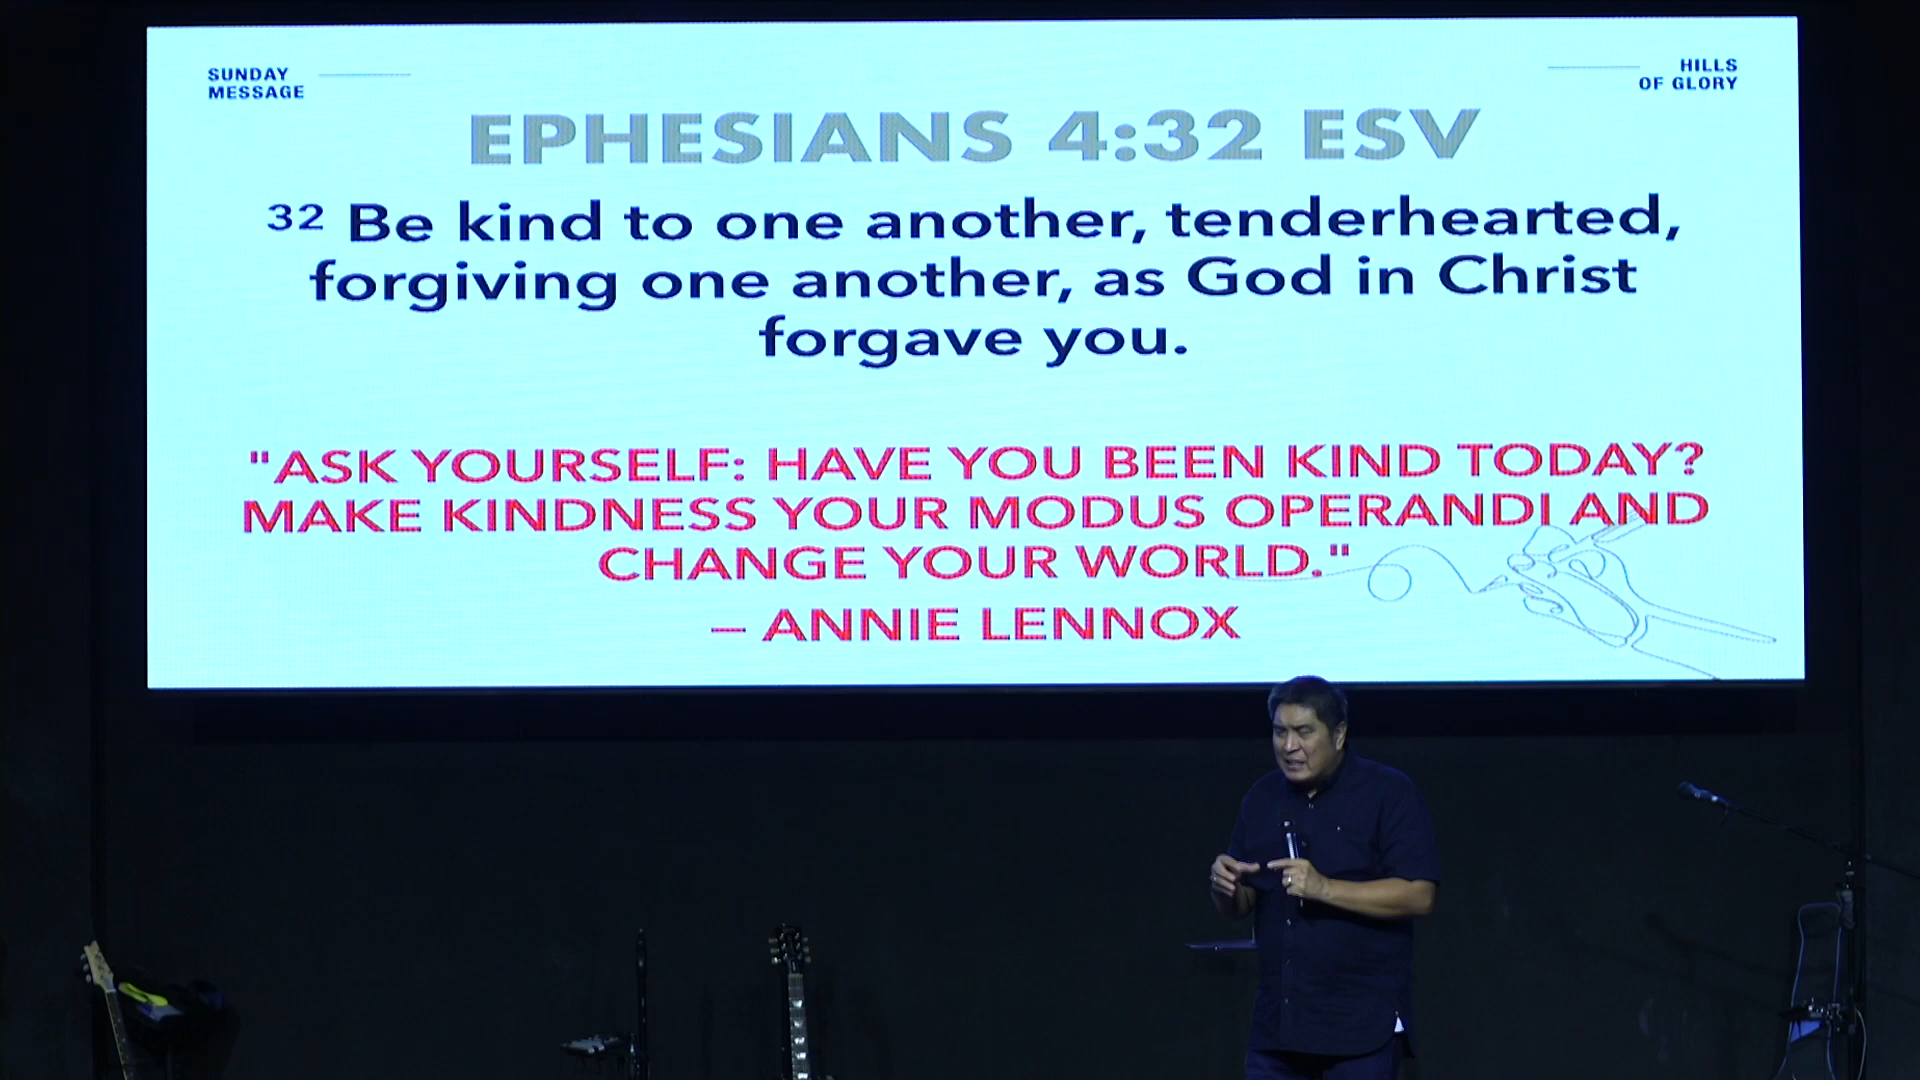 SUNDAY
MESSAGE
HILLS
OF GLORY
EPHESIANS 4:32 ESV
³² Be kind to one another, tenderhearted,
forgiving one another, as God in Christ
forgave you.
"ASK YOURSELF: HAVE YOU BEEN KIND TODAY?
MAKE KINDNESS YOUR MODUS OPERANDI AND
CHANGE YOUR WORLD."
– ANNIE LENNOX